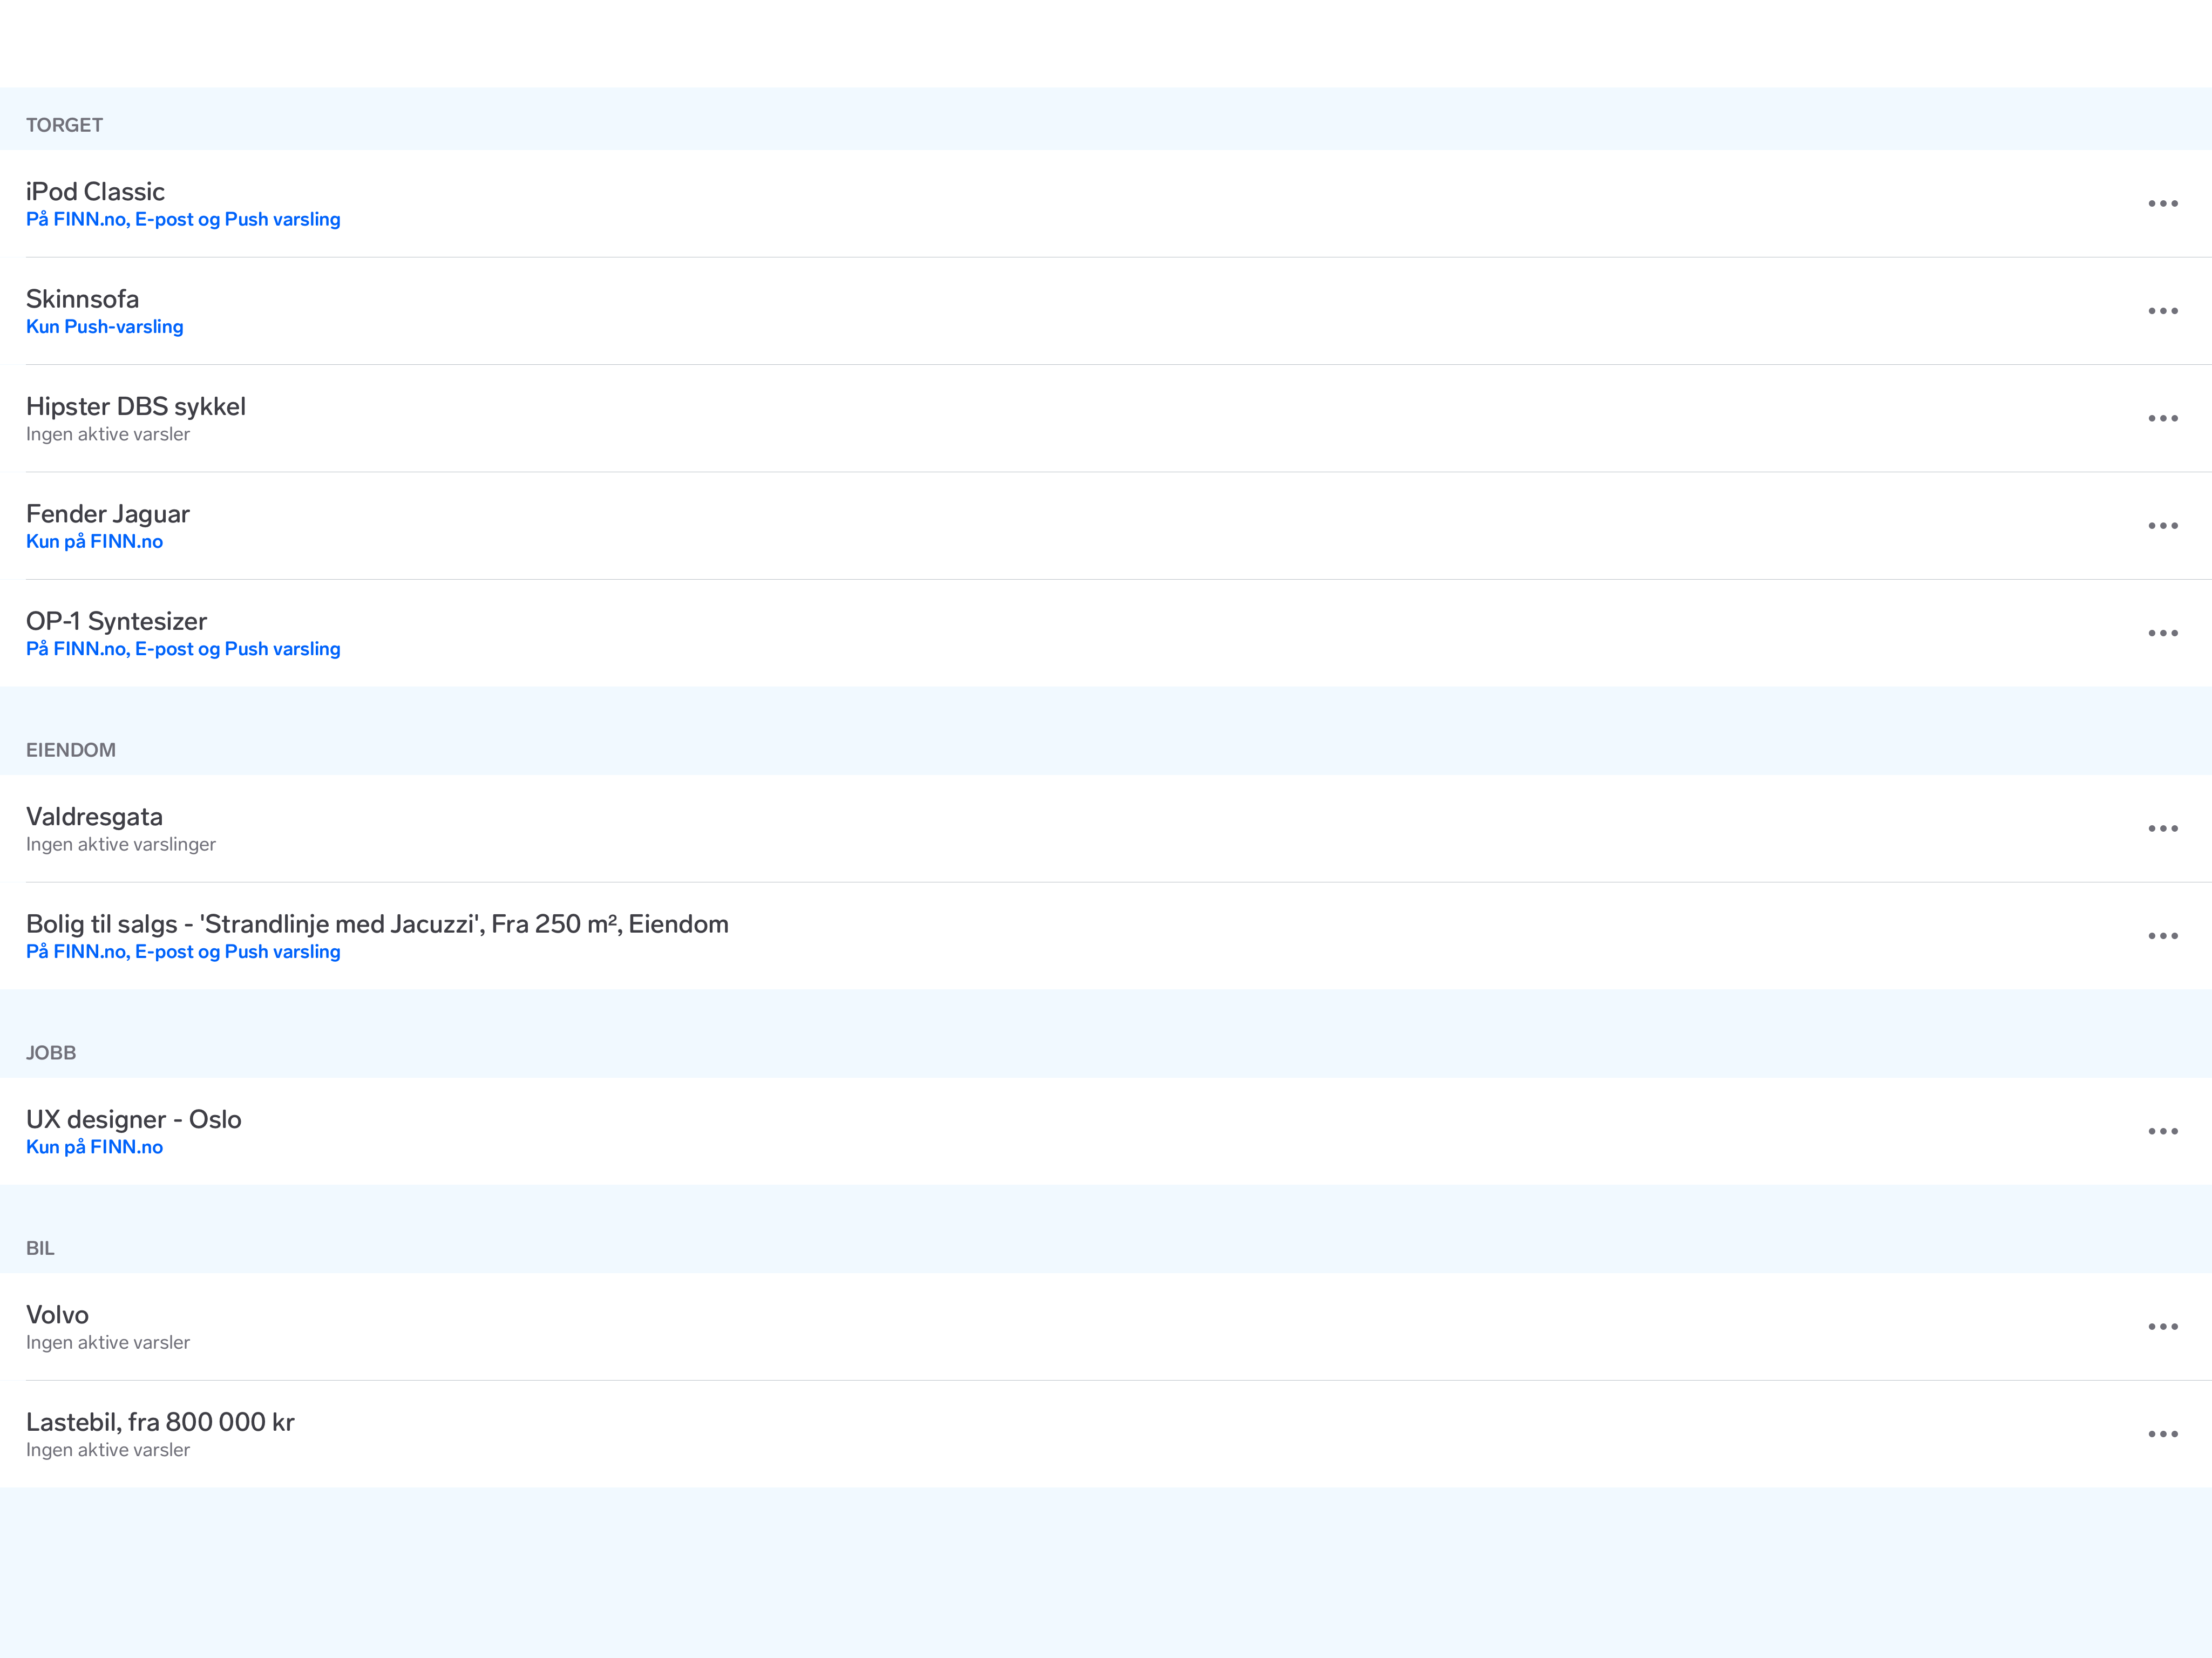 TORGET
iPod Classic
På FINN.no, E-post og Push varsling
Skinnsofa
Kun Push-varsling
Hipster DBS sykkel
Ingen aktive varsler
Fender Jaguar
Kun på FINN.no
OP-1 Syntesizer
På FINN.no, E-post og Push varsling
EIENDOM
Valdresgata
Ingen aktive varslinger
Bolig til salgs - 'Strandlinje med Jacuzzi', Fra 250 m², Eiendom
På FINN.no, E-post og Push varsling
JOBB
UX designer - Oslo
Kun på FINN.no
BIL
Volvo
Ingen aktive varsler
Lastebil, fra 800 000 kr
Ingen aktive varsler